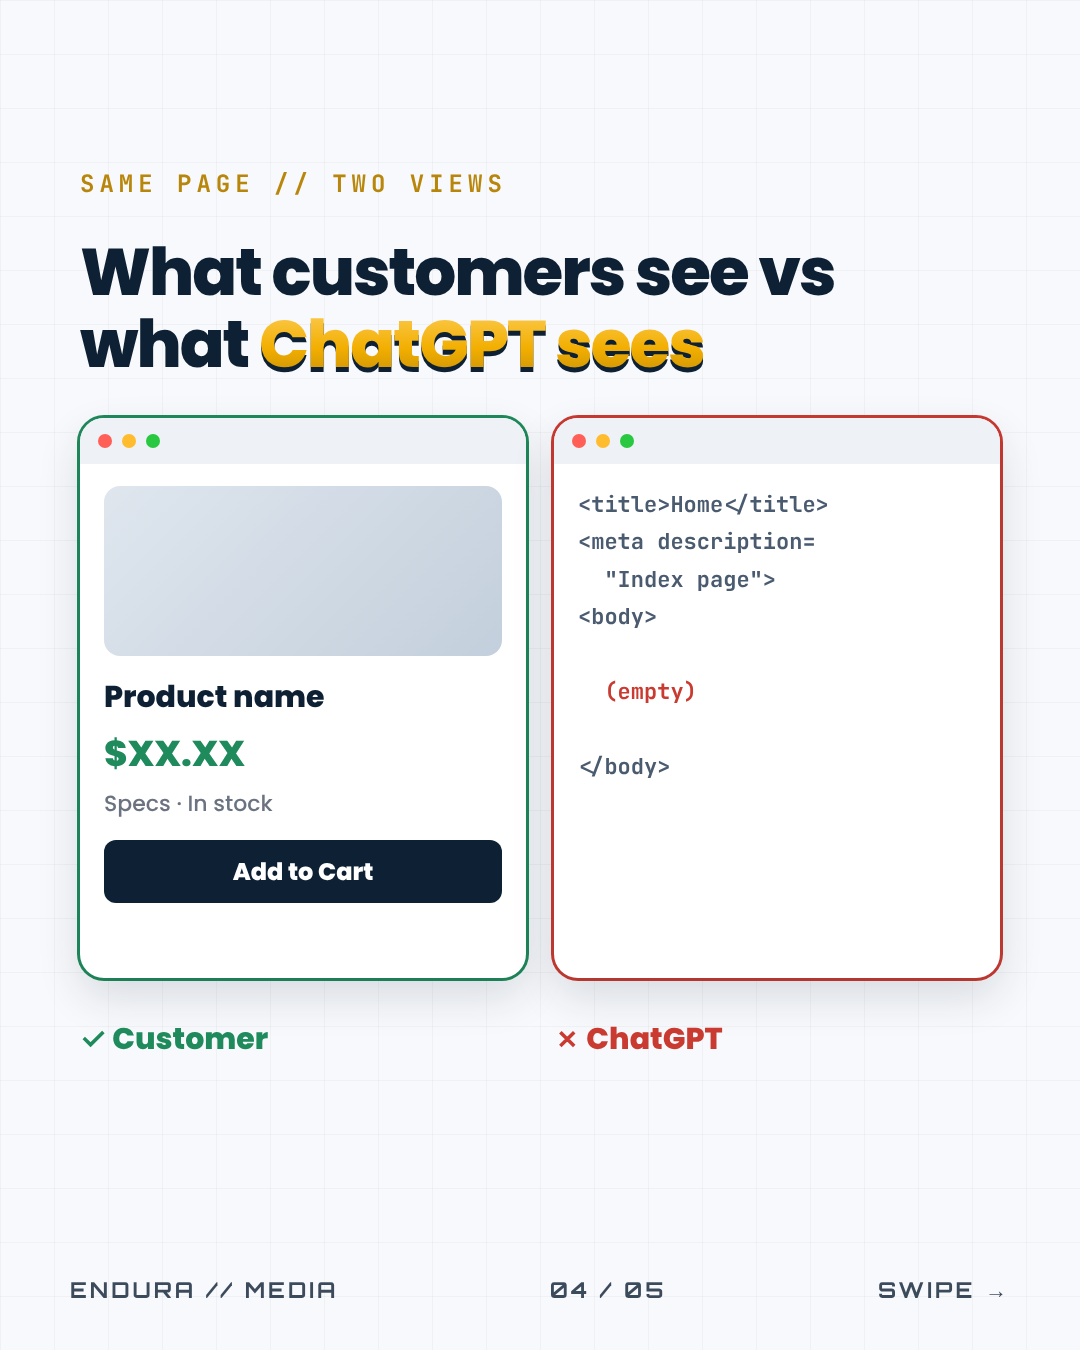 SAME PAGE // TWO VIEWS
What customers see vs
what ChatGPT sees
Product name
$XX.XX
Specs · In stock
Add to Cart
<title>Home</title>
<meta description=
"Index page">
<body>
(empty)
</body>
✓ Customer
× ChatGPT
ENDURA // MEDIA
04 / 05
SWIPE →